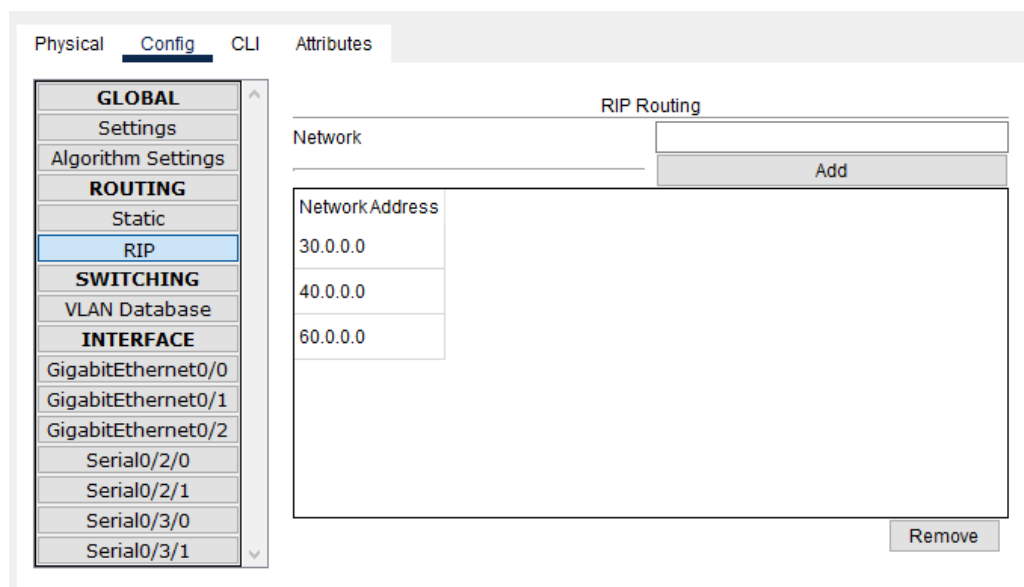 Physical Config CLI Attributes
GLOBAL
Settings
Algorithm Settings
ROUTING
Static
RIP
SWITCHING
VLAN Database
INTERFACE
GigabitEthernet0/0
GigabitEthernet0/1
GigabitEthernet0/2
Serial0/2/0
Serial0/2/1
Serial0/3/0
Serial0/3/1
RIP Routing
Network
Add
Network Address
30.0.0.0
40.0.0.0
60.0.0.0
Remove